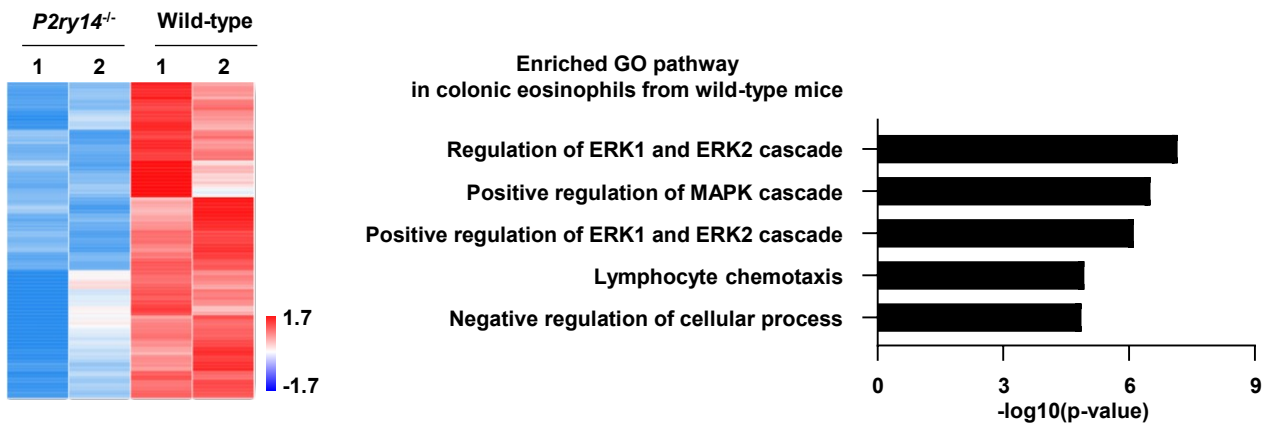 P2ry14-/- Wild-type
1 2 1 2
1.7
-1.7
Enriched GO pathway
in colonic eosinophils from wild-type mice
Regulation of ERK1 and ERK2 cascade
Positive regulation of MAPK cascade
Positive regulation of ERK1 and ERK2 cascade
Lymphocyte chemotaxis
Negative regulation of cellular process
0 3 6 9
-log10(p-value)